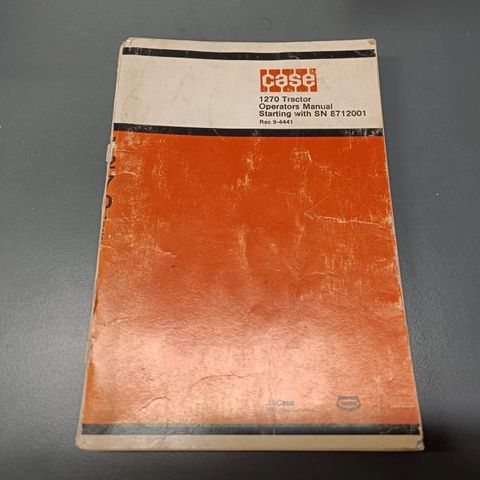 case
1270 Tractor
Operators Manual
Starting with SN 8712001
Rac 9-4441